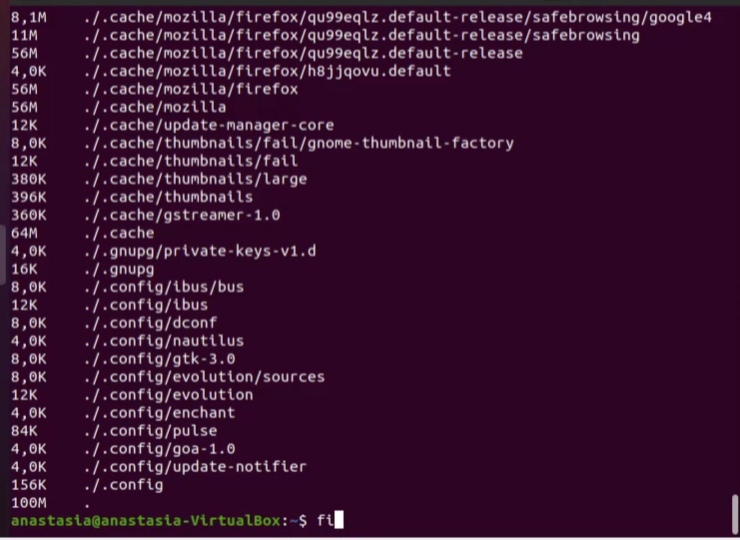 8,1M ./.cache/mozilla/firefox/qu99eqlz.default-release/safebrowsing/google4
11M ./.cache/mozilla/firefox/qu99eqlz.default-release/safebrowsing
56M ./.cache/mozilla/firefox/qu99eqlz.default-release
4,0K ./.cache/mozilla/firefox/h8jjqovu.default
56M ./.cache/mozilla/firefox
56M ./.cache/mozilla
12K ./.cache/update-manager-core
8,0K ./.cache/thumbnails/fail/gnome-thumbnail-factory
12K ./.cache/thumbnails/fail
380K ./.cache/thumbnails/large
396K ./.cache/thumbnails
360K ./.cache/gstreamer-1.0
64M ./.cache
4,0K ./.gnupg/private-keys-v1.d
16K ./.gnupg
8,0K ./.config/ibus/bus
12K ./.config/ibus
8,0K ./.config/dconf
4,0K ./.config/nautilus
8,0K ./.config/gtk-3.0
8,0K ./.config/evolution/sources
12K ./.config/evolution
4,0K ./.config/enchant
84K ./.config/pulse
4,0K ./.config/goa-1.0
4,0K ./.config/update-notifier
156K ./.config
100M .
anastasia@anastasia-VirtualBox:~$ fi